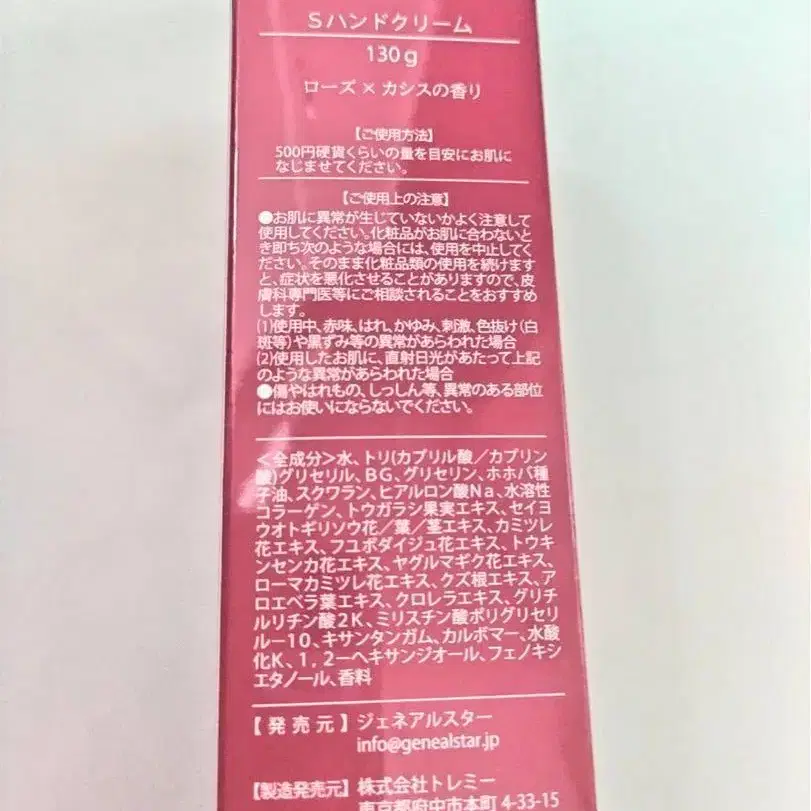 Sハンドクリーム
130g
ローズ×カシスの香り
【ご使用方法】
500円硬貨くらいの量を目安にお肌に
なじませてください。
【ご使用上の注意】
●お肌に異常が生じていないかよく注意して
使用してください。化粧品がお肌に合わないと
き即ち次のような場合には、使用を中止してく
ださい。そのまま化粧品類の使用を続けます
と、症状を悪化させることがありますので、皮
膚科専門医等にご相談されることをおすすめ
します。
(1)使用中、赤味、はれ、かゆみ、刺激、色抜け(白
斑等)や黒ずみ等の異常があらわれた場合
(2)使用したお肌に、直射日光があたって上記
のような異常があらわれた場合
●傷やはれもの、しっしん等、異常のある部位
にはお使いにならないでください。
＜全成分＞水、トリ(カプリル酸／カプリン
酸)グリセリル、BG、グリセリン、ホホバ種
子油、スクワラン、ヒアルロン酸Na、水溶性
コラーゲン、トウガラシ果実エキス、セイヨ
ウオトギリソウ花／葉／茎エキス、カミツレ
花エキス、フユボダイジュ花エキス、トウキ
ンセンカ花エキス、ヤグルマギク花エキス、
ローマカミツレ花エキス、クズ根エキス、ア
ロエベラ葉エキス、クロレラエキス、グリチ
ルリチン酸2K、ミリスチン酸ポリグリセリ
ル－10、キサンタンガム、カルボマー、水酸
化K、1,2－ヘキサンジオール、フェノキシ
エタノール、香料
【発売元】ジェネアルスター
info@genealstar.jp
【製造発売元】株式会社トレミー
東京都府中市本町4-33-15